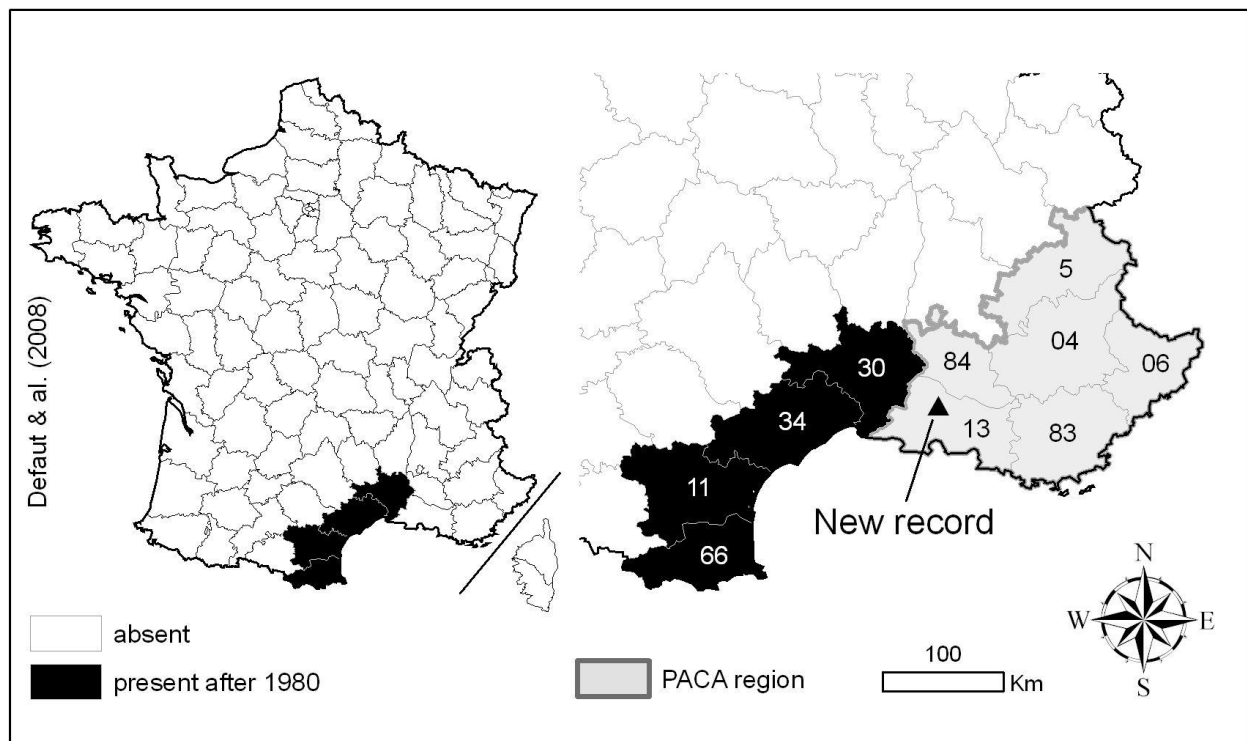 Defaut & al. (2008)
absent
present after 1980
5
04
06
84
30
13
83
34
11
66
New record
PACA region
100
Km
N
W
E
S